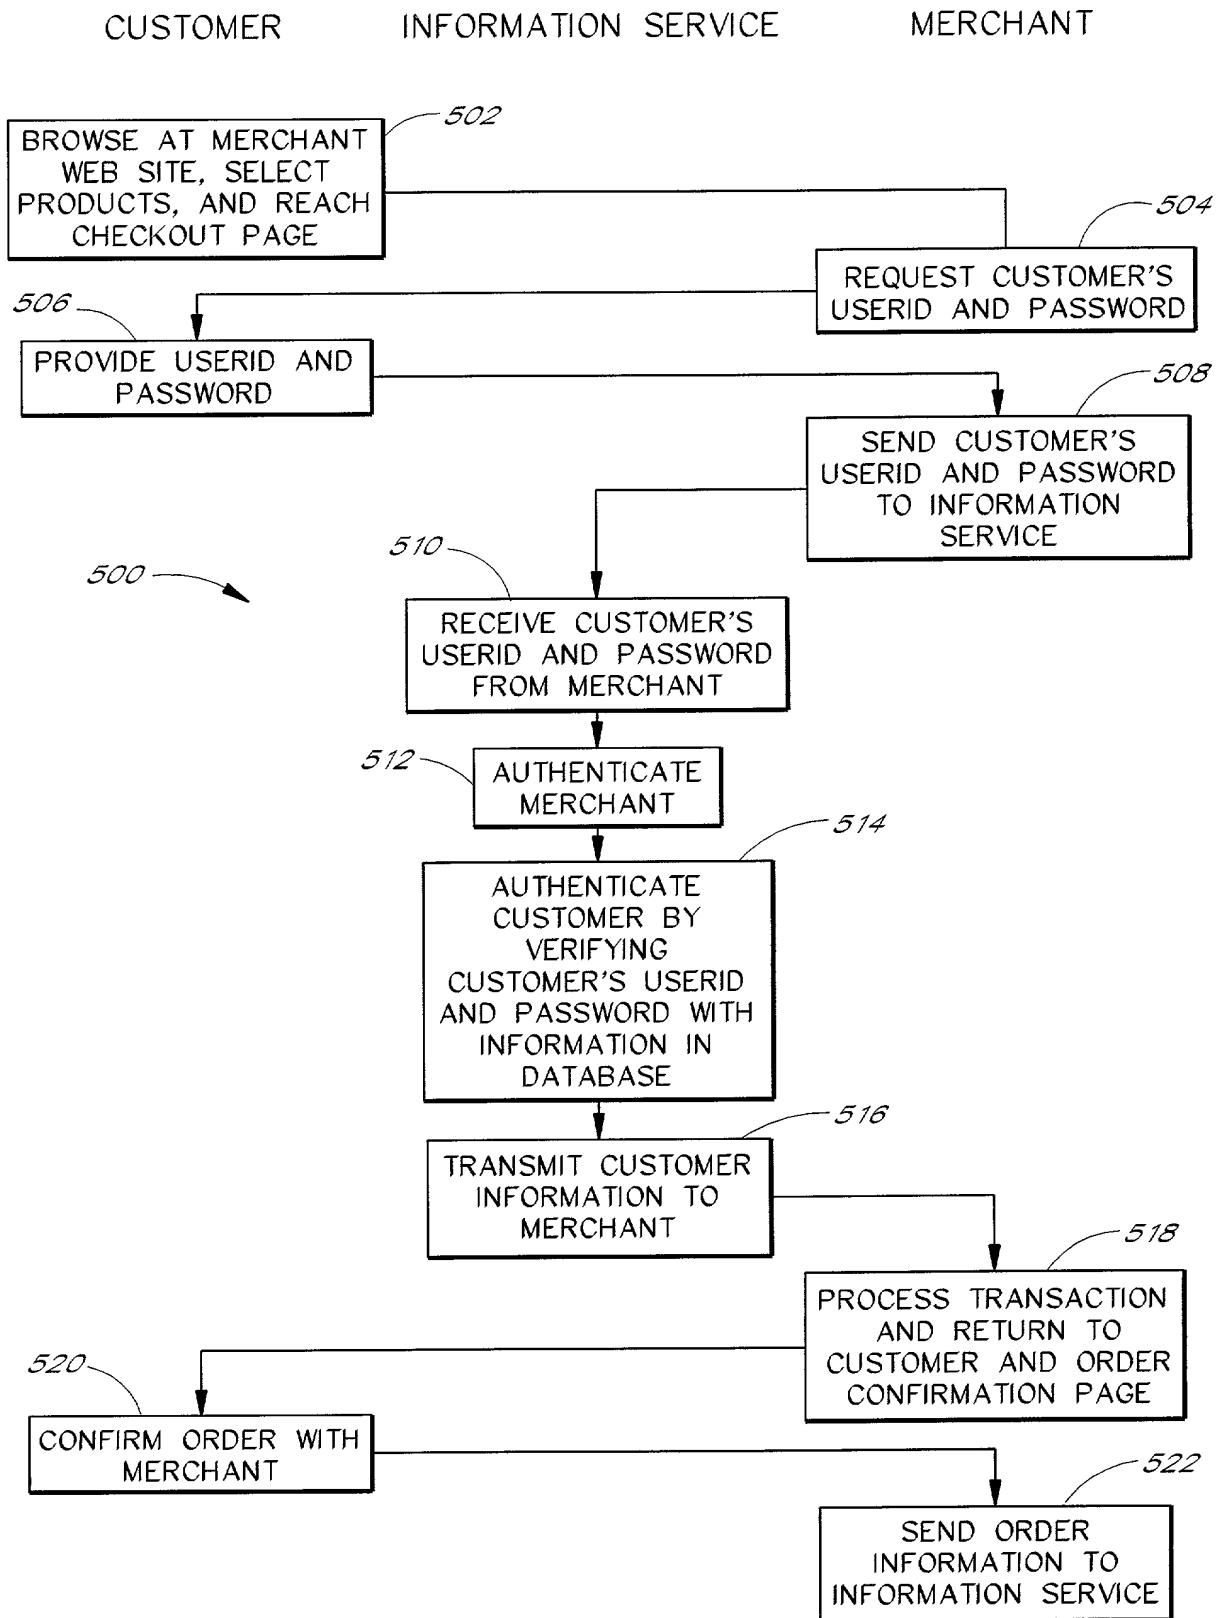 CUSTOMER
INFORMATION SERVICE
MERCHANT
502
BROWSE AT MERCHANT
WEB SITE, SELECT
PRODUCTS, AND REACH
CHECKOUT PAGE
504
REQUEST CUSTOMER'S
USERID AND PASSWORD
506
PROVIDE USERID AND
PASSWORD
508
SEND CUSTOMER'S
USERID AND PASSWORD
TO INFORMATION
SERVICE
500
510
RECEIVE CUSTOMER'S
USERID AND PASSWORD
FROM MERCHANT
512
AUTHENTICATE
MERCHANT
514
AUTHENTICATE
CUSTOMER BY
VERIFYING
CUSTOMER'S USERID
AND PASSWORD WITH
INFORMATION IN
DATABASE
516
TRANSMIT CUSTOMER
INFORMATION TO
MERCHANT
518
PROCESS TRANSACTION
AND RETURN TO
CUSTOMER AND ORDER
CONFIRMATION PAGE
520
CONFIRM ORDER WITH
MERCHANT
522
SEND ORDER
INFORMATION TO
INFORMATION SERVICE